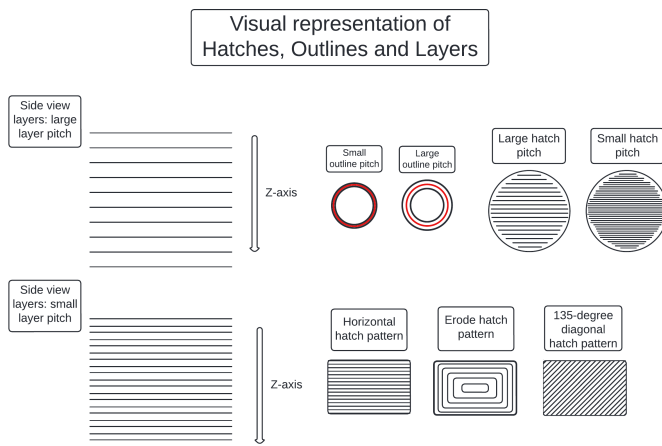 Visual representation of
Hatches, Outlines and Layers
Side view
layers: large
layer pitch
Z-axis
Small
outline pitch
Large
outline pitch
Large hatch
pitch
Small hatch
pitch
Side view
layers: small
layer pitch
Z-axis
Horizontal
hatch pattern
Erode hatch
pattern
135-degree
diagonal
hatch pattern